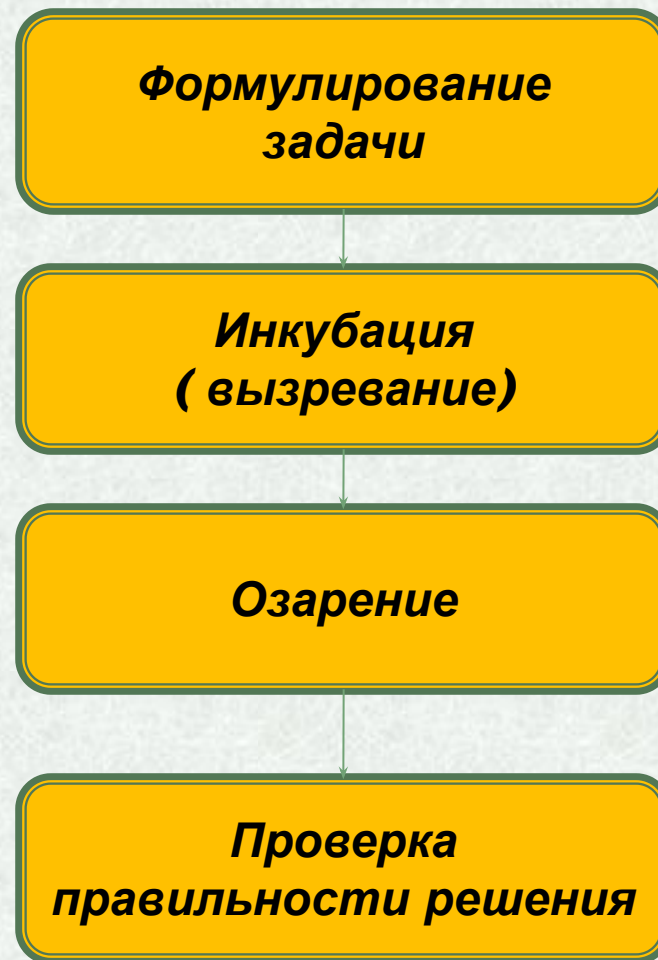 Формулирование
задачи
Инкубация
( вызревание)
Озарение
Проверка
правильности решения